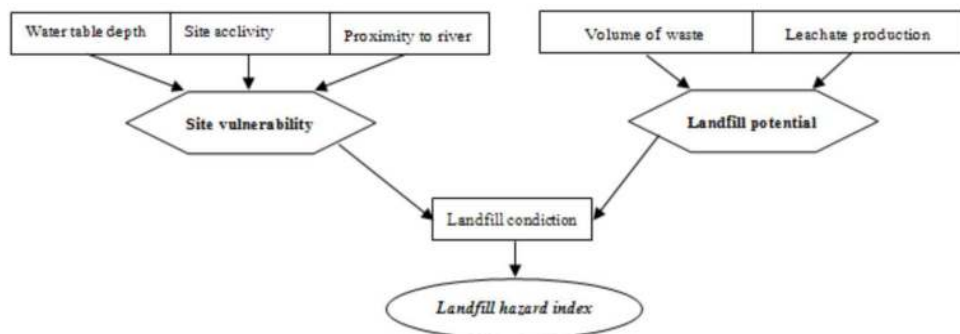 Water table depth
Site acclivity
Proximity to river
Volume of waste
Leachate production
Site vulnerability
Landfill potential
Landfill condiction
Landfill hazard index